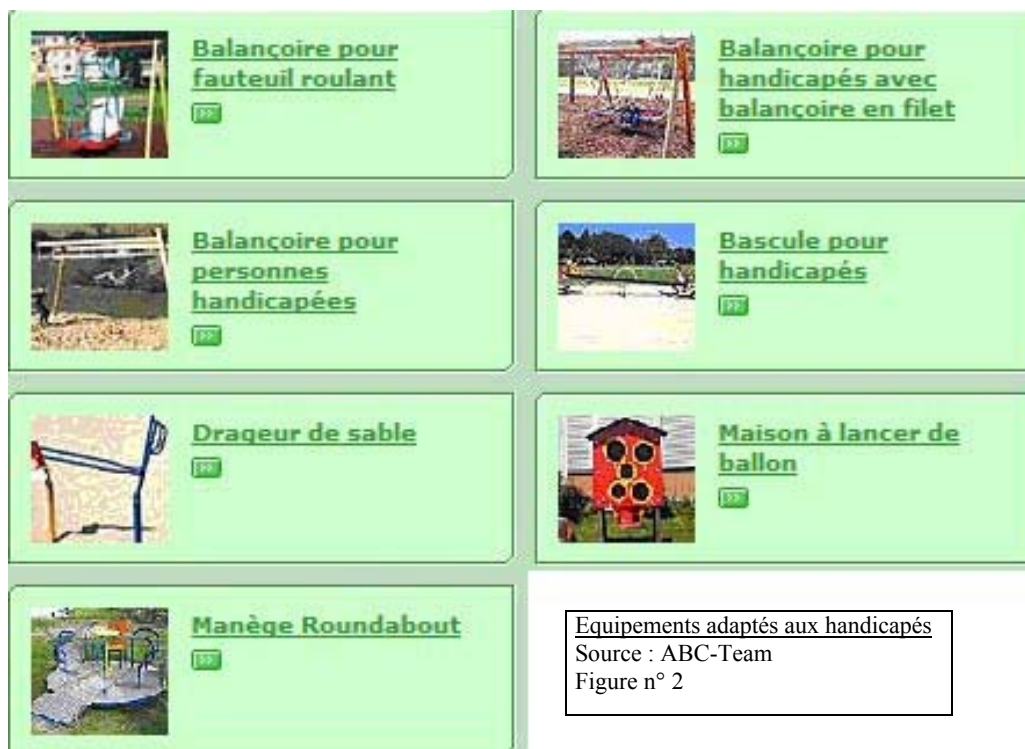 Balançoire pour
fauteuil roulant
Balançoire pour
handicapés avec
balançoire en filet
Balançoire pour
personnes
handicapées
Bascule pour
handicapés
Drageur de sable
Maison à lancer de
ballon
Manège Roundabout
Equipements adaptés aux handicapés
Source : ABC-Team
Figure n° 2